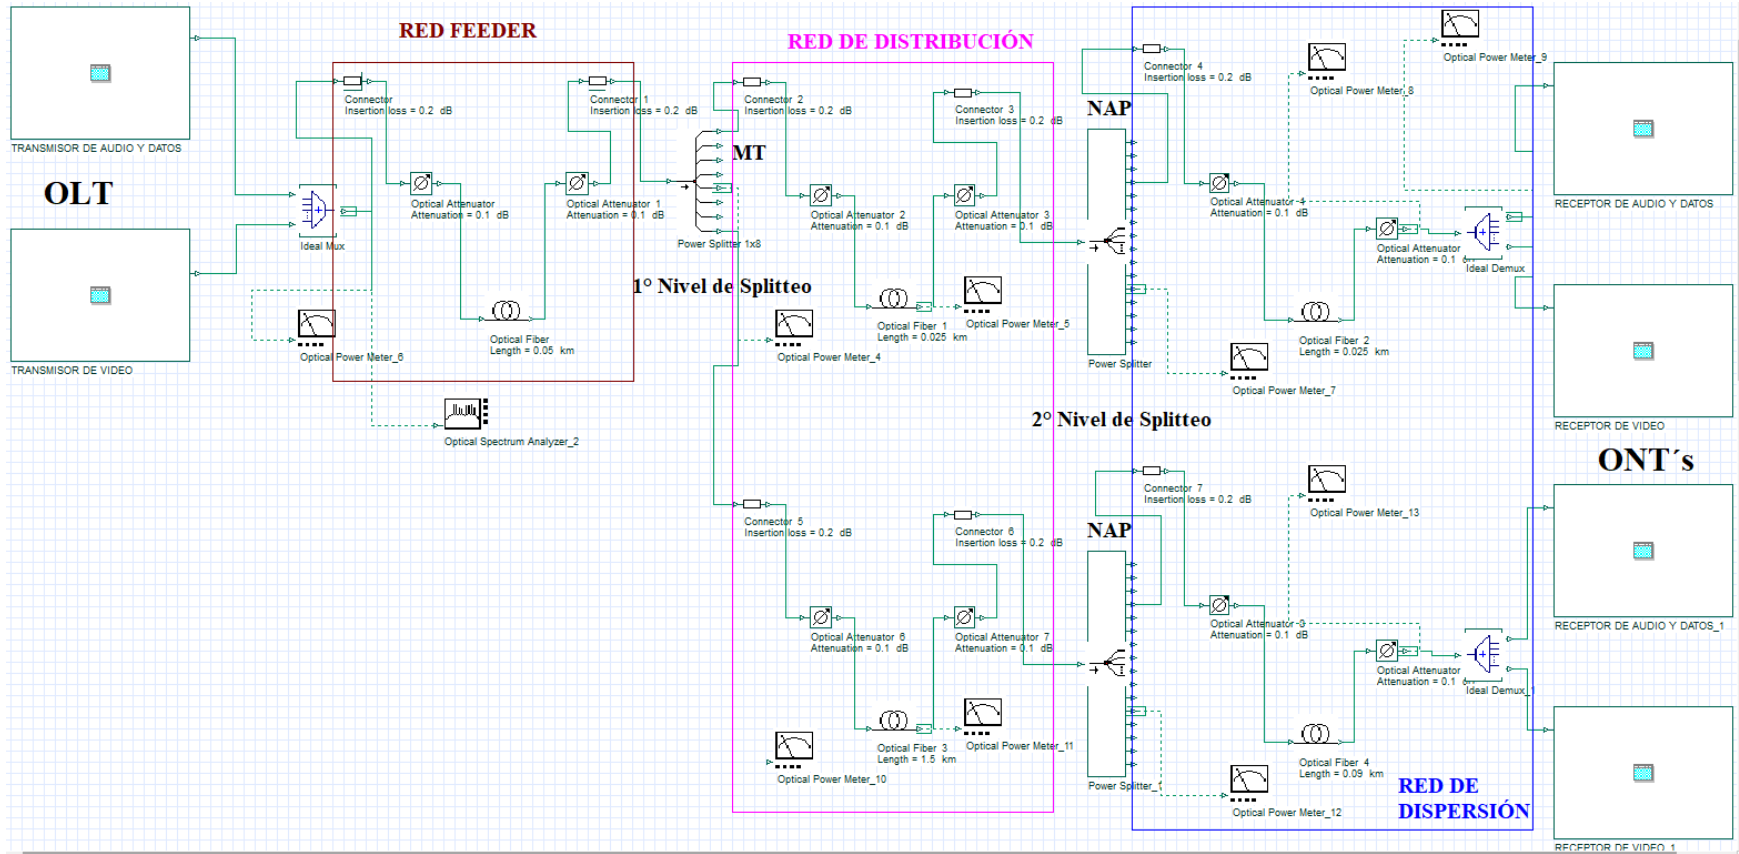 RED FEEDER
RED DE DISTRIBUCIÓN
TRANSMISOR DE AUDIO Y DATOS
OLT
TRANSMISOR DE VIDEO
Connector
Insertion loss = 0.2 dB
Connector 1
Insertion loss = 0.2 dB
Optical Attenuator
Attenuation = 0.1 dB
Optical Attenuator 1
Attenuation = 0.1 dB
Ideal Mux
Optical Fiber
Length = 0.05 km
Optical Power Meter_6
Optical Spectrum Analyzer_2
Power Splitter 1x8
MT
1° Nivel de Splitteo
Connector 2
Insertion loss = 0.2 dB
Connector 3
Insertion loss = 0.2 dB
Optical Attenuator 2
Attenuation = 0.1 dB
Optical Attenuator 3
Attenuation = 0.1 dB
Optical Fiber 1
Length = 0.025 km
Optical Power Meter_5
Optical Power Meter_4
NAP
Power Splitter
2° Nivel de Splitteo
Connector 4
Insertion loss = 0.2 dB
Optical Power Meter_8
Optical Power Meter_9
Optical Attenuator 4
Attenuation = 0.1 dB
Optical Attenuator
Attenuation = 0.1
Ideal Demux
Optical Fiber 2
Length = 0.025 km
Optical Power Meter_7
RECEPTOR DE AUDIO Y DATOS
RECEPTOR DE VIDEO
ONT´s
Connector 5
Insertion loss = 0.2 dB
Connector 6
Insertion loss = 0.2 dB
Optical Attenuator 6
Attenuation = 0.1 dB
Optical Attenuator 7
Attenuation = 0.1 dB
Optical Fiber 3
Length = 1.5 km
Optical Power Meter_11
Optical Power Meter_10
NAP
Power Splitter_1
Connector 7
Insertion loss = 0.2 dB
Optical Power Meter_13
Optical Attenuator
Attenuation = 0.1 dB
Optical Attenuator
Attenuation = 0.1
Ideal Demux_1
Optical Fiber 4
Length = 0.09 km
Optical Power Meter_12
RED DE
DISPERSIÓN
RECEPTOR DE AUDIO Y DATOS_1
RECEPTOR DE VIDEO_1